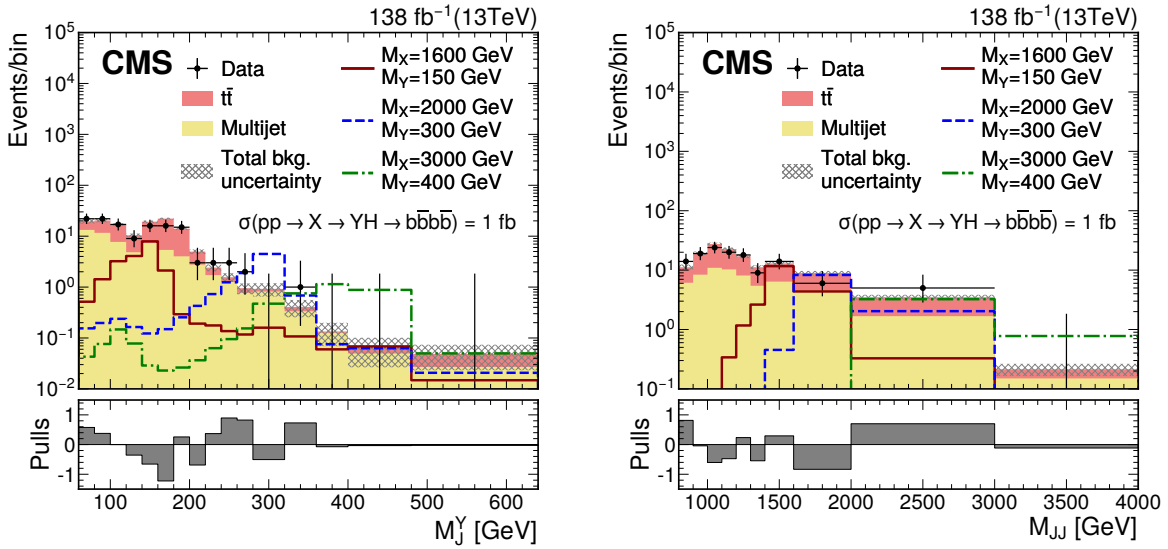 138 fb⁻¹(13TeV)
Events/bin
10⁵
10⁴
10³
10²
10¹
10⁰
10⁻¹
10⁻²
CMS
Data
tt̄
Multijet
Total bkg.
uncertainty
M_X=1600 GeV
M_Y=150 GeV
M_X=2000 GeV
M_Y=300 GeV
M_X=3000 GeV
M_Y=400 GeV
σ(pp → X → YH → bb̄bb̄) = 1 fb
Pulls
1
0
-1
100 200 300 400 500 600
M_J^Y [GeV]
138 fb⁻¹(13TeV)
Events/bin
10⁵
10⁴
10³
10²
10¹
10⁰
10⁻¹
CMS
Data
tt̄
Multijet
Total bkg.
uncertainty
M_X=1600 GeV
M_Y=150 GeV
M_X=2000 GeV
M_Y=300 GeV
M_X=3000 GeV
M_Y=400 GeV
σ(pp → X → YH → bb̄bb̄) = 1 fb
Pulls
1
0
-1
1000 1500 2000 2500 3000 3500 4000
M_JJ [GeV]